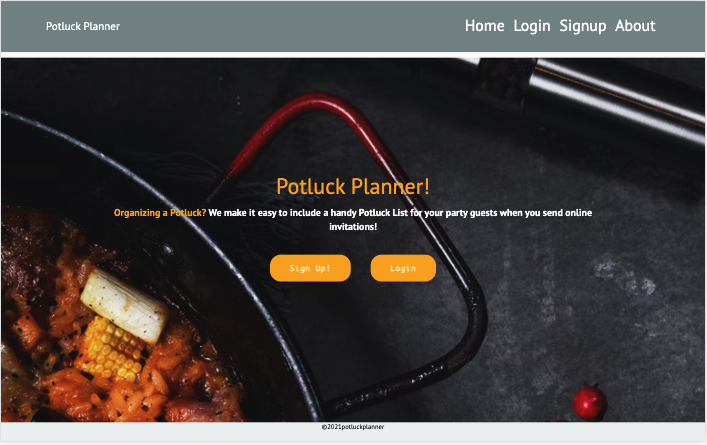 Potluck Planner
Home Login Signup About
Potluck Planner!
Organizing a Potluck? We make it easy to include a handy Potluck List for your party guests when you send online
invitations!
Sign Up! Login
©2021potluckplanner